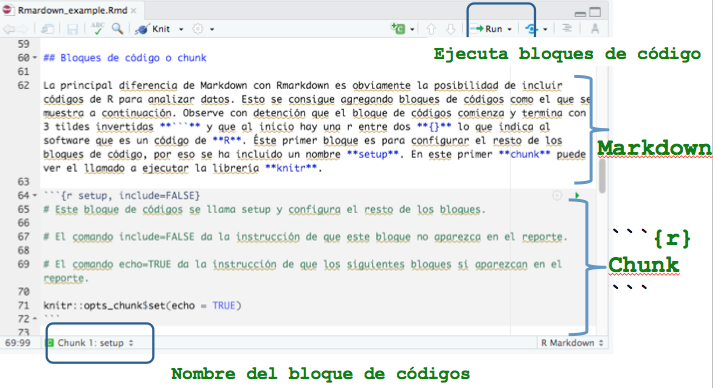 Rmardown_example.Rmd
ABC
Knit
Run
59
Ejecuta bloques de código
60 ## Bloques de código o chunk
61
62 La principal diferencia de Markdown con Rmarkdown es obviamente la posibilidad de incluir
códigos de R para analizar datos. Esto se consigue agregando bloques de códigos como el que se
muestra a continuación. Observe con detención que el bloque de códigos comienza y termina con
3 tildes invertidas **```** y que al inicio hay una r entre dos **{}** lo que indica al
software que es un código de **R**. Éste primer bloque es para configurar el resto de los
bloques de código, por eso se ha incluido un nombre **setup**. En este primer **chunk** puede
ver el llamado a ejecutar la librería **knitr**.
Markdown
63
64 ```{r setup, include=FALSE}
65 # Este bloque de códigos se llama setup y configura el resto de los bloques.
66
67 # El comando include=FALSE da la instrucción de que este bloque no aparezca en el reporte.
68
69 # El comando echo=TRUE da la instrucción de que los siguientes bloques si aparezcan en el
reporte.
70
71 knitr::opts_chunk$set(echo = TRUE)
72 ```
73
```{r}
Chunk
```
69:99
Chunk 1: setup
R Markdown
Nombre del bloque de códigos